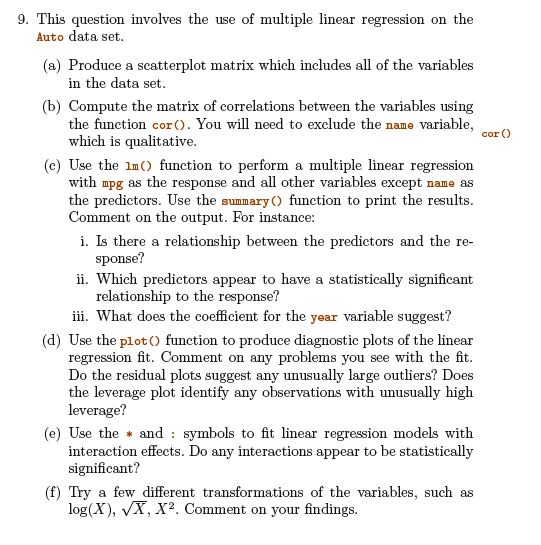 9. This question involves the use of multiple linear regression on the
Auto data set.
(a) Produce a scatterplot matrix which includes all of the variables
in the data set.
(b) Compute the matrix of correlations between the variables using
the function cor(). You will need to exclude the name variable,
cor()
which is qualitative.
(c) Use the lm() function to perform a multiple linear regression
with mpg as the response and all other variables except name as
the predictors. Use the summary() function to print the results.
Comment on the output. For instance:
i. Is there a relationship between the predictors and the re-
sponse?
ii. Which predictors appear to have a statistically significant
relationship to the response?
iii. What does the coefficient for the year variable suggest?
(d) Use the plot() function to produce diagnostic plots of the linear
regression fit. Comment on any problems you see with the fit.
Do the residual plots suggest any unusually large outliers? Does
the leverage plot identify any observations with unusually high
leverage?
(e) Use the * and : symbols to fit linear regression models with
interaction effects. Do any interactions appear to be statistically
significant?
(f) Try a few different transformations of the variables, such as
log(X), √X, X². Comment on your findings.